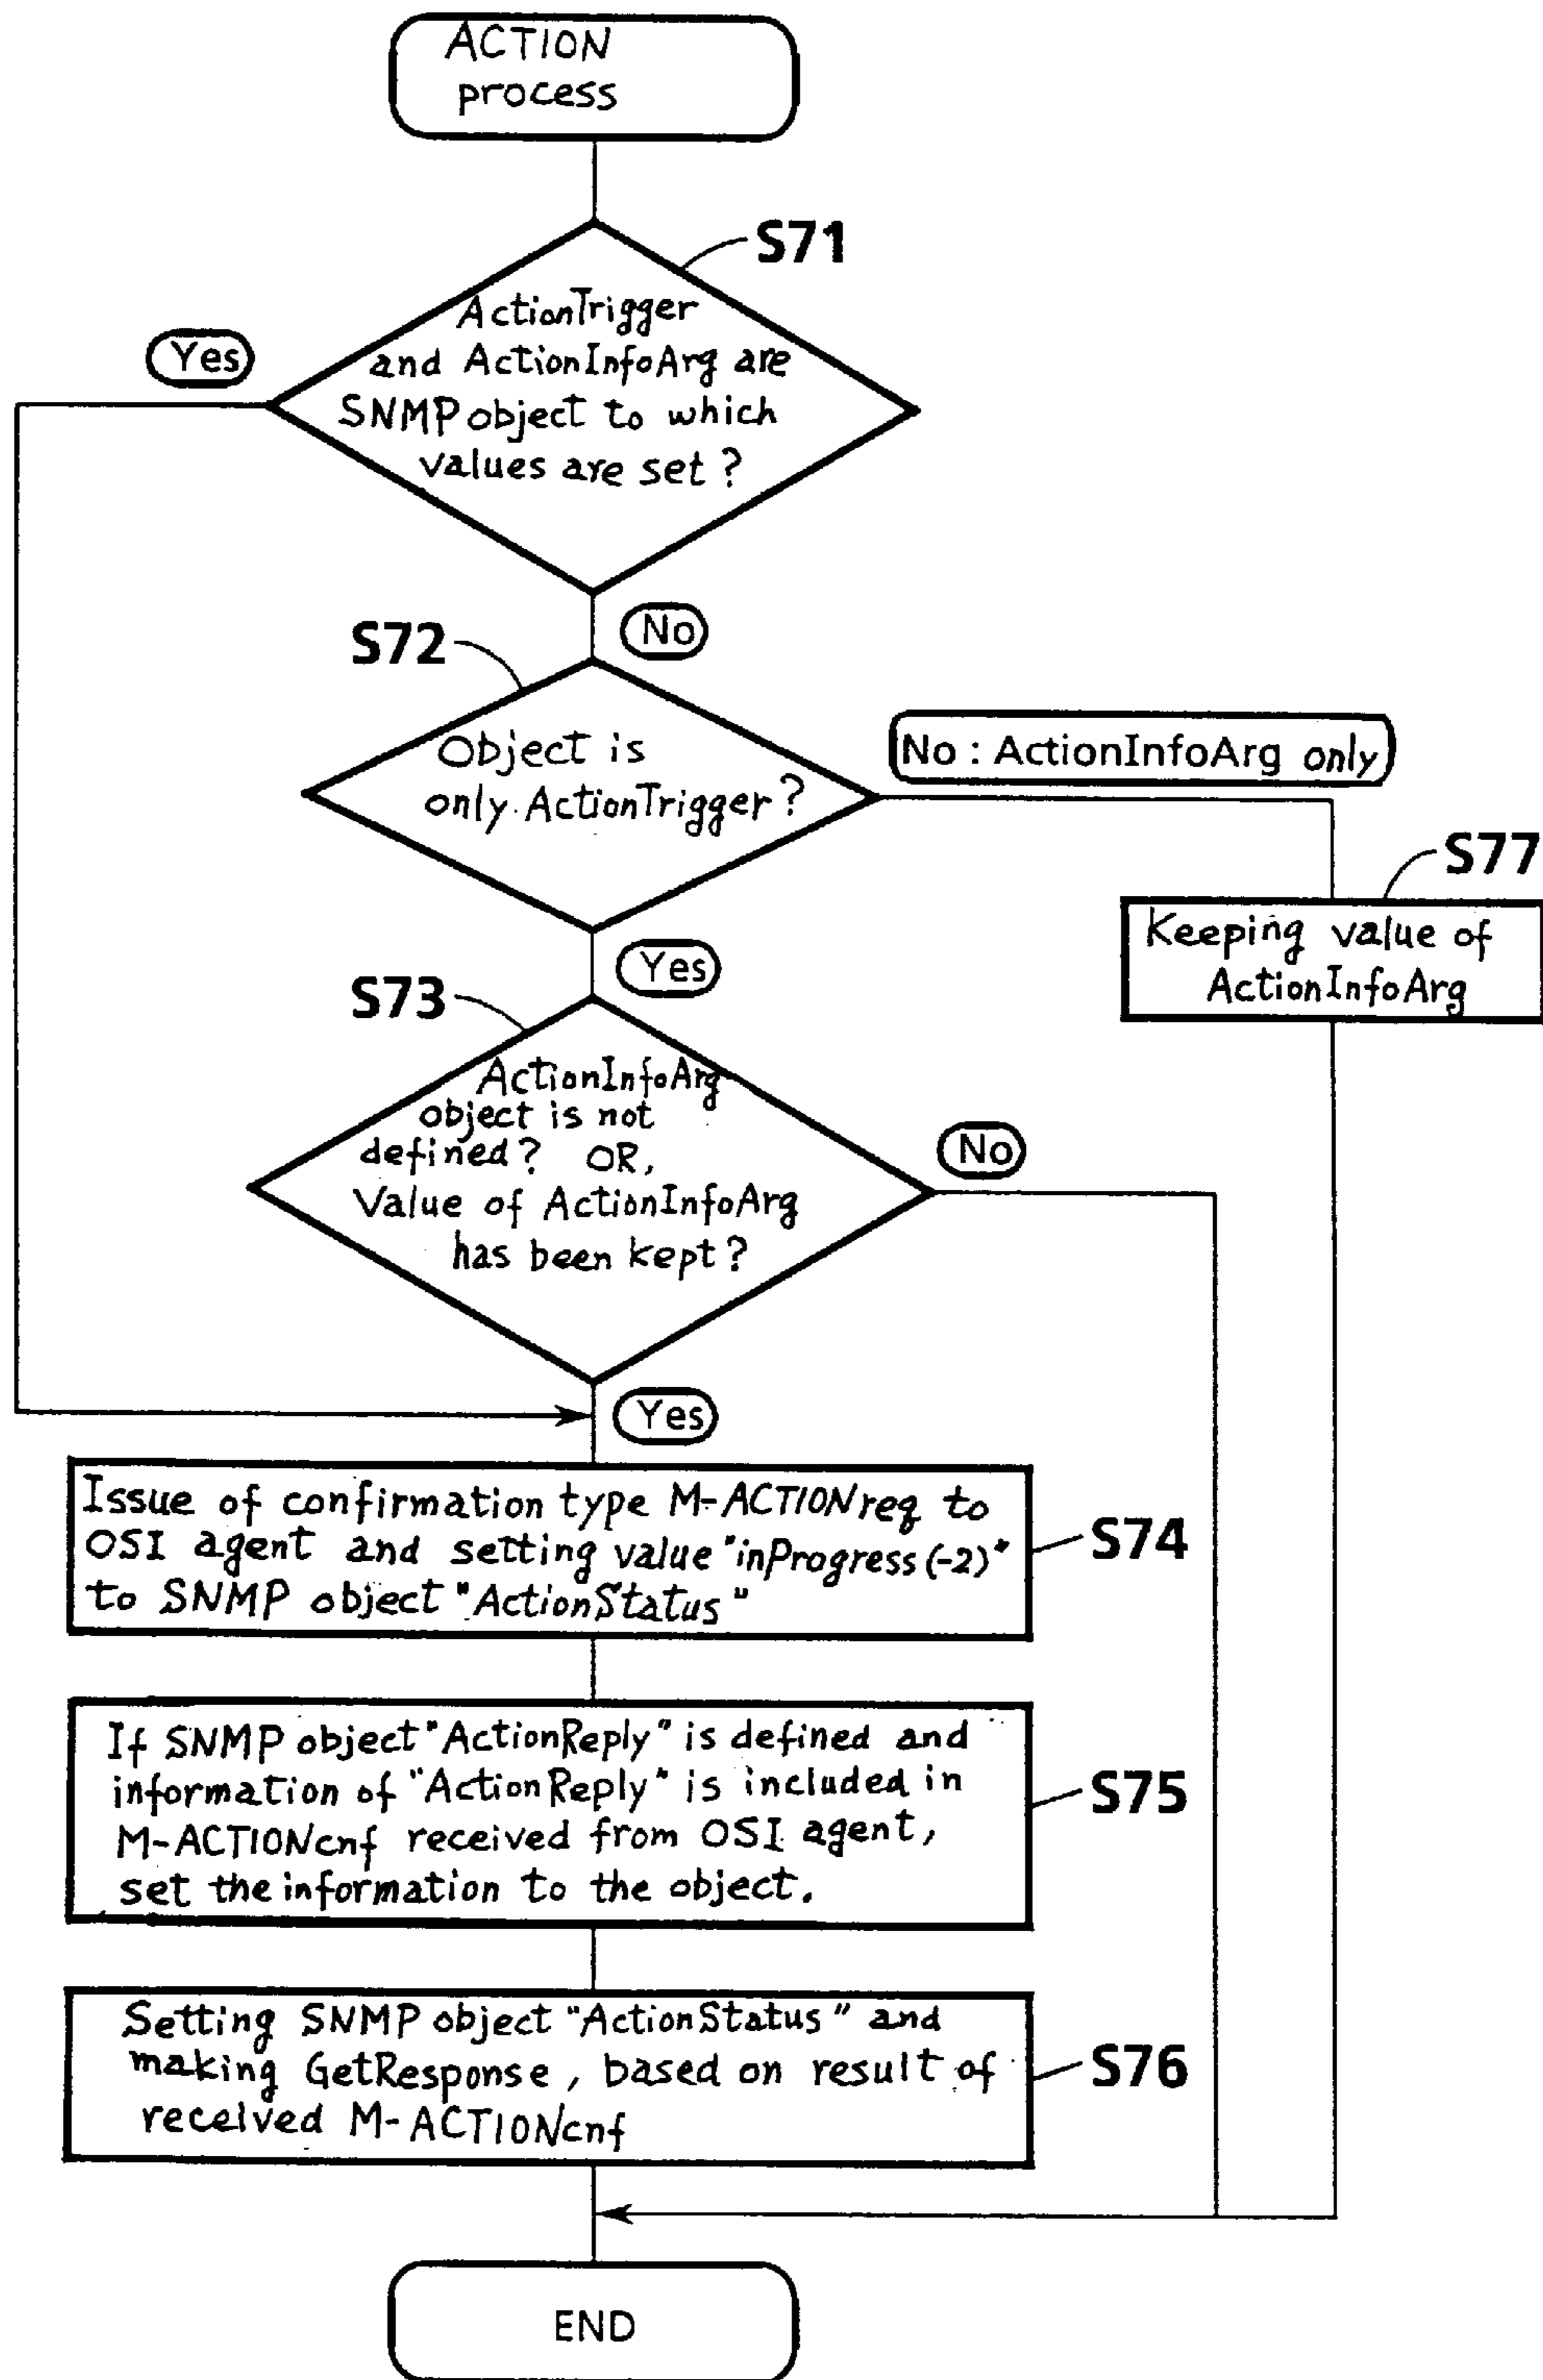 ACTION
process
S71
Yes
ActionTrigger
and ActionInfoArg are
SNMP object to which
values are set ?
No
S72
Object is
only ActionTrigger ?
No : ActionInfoArg only
S77
Keeping value of
ActionInfoArg
Yes
S73
ActionInfoArg
object is not
defined? OR,
Value of ActionInfoArg
has been kept?
No
Yes
Issue of confirmation type M-ACTIONreq to
OSI agent and setting value "inProgress(-2)"
to SNMP object "ActionStatus"
S74
If SNMP object "ActionReply" is defined and
information of "ActionReply" is included in
M-ACTIONcnf received from OSI agent,
set the information to the object.
S75
Setting SNMP object "ActionStatus" and
making GetResponse, based on result of
received M-ACTIONcnf
S76
END